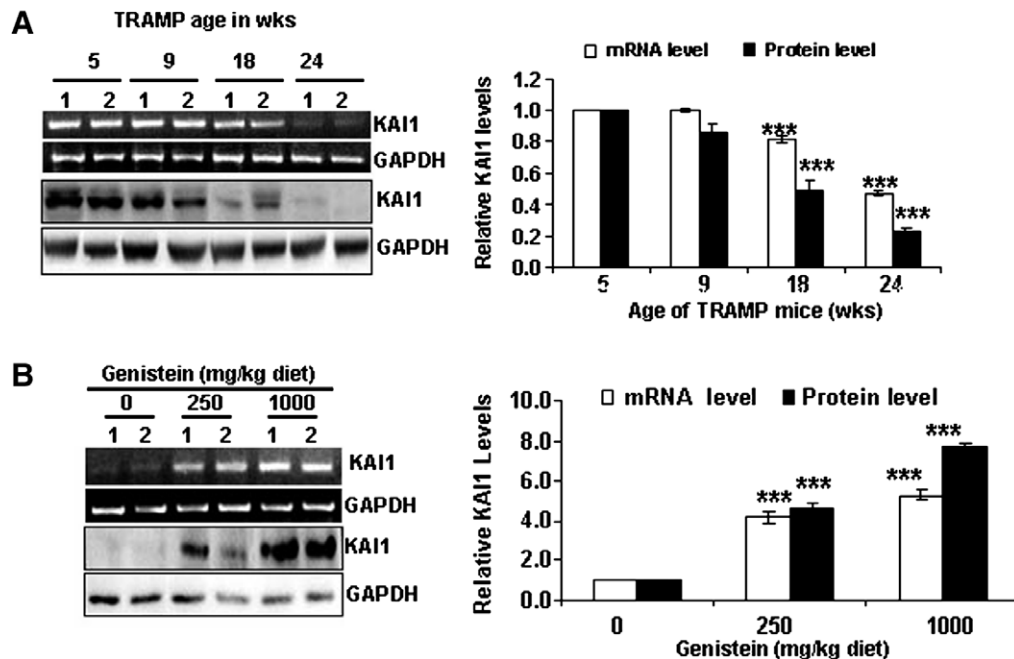 A
TRAMP age in wks
5 9 18 24
1 2 1 2 1 2 1 2
KAI1
GAPDH
KAI1
GAPDH
mRNA level Protein level
Relative KAI1 levels
1.2
1.0
0.8
0.6
0.4
0.2
0.0
***
***
***
***
5 9 18 24
Age of TRAMP mice (wks)
B
Genistein (mg/kg diet)
0 250 1000
1 2 1 2 1 2
KAI1
GAPDH
KAI1
GAPDH
mRNA level Protein level
Relative KAI1 Levels
10.0
8.0
6.0
4.0
2.0
0.0
*** ***
*** ***
0 250 1000
Genistein (mg/kg diet)